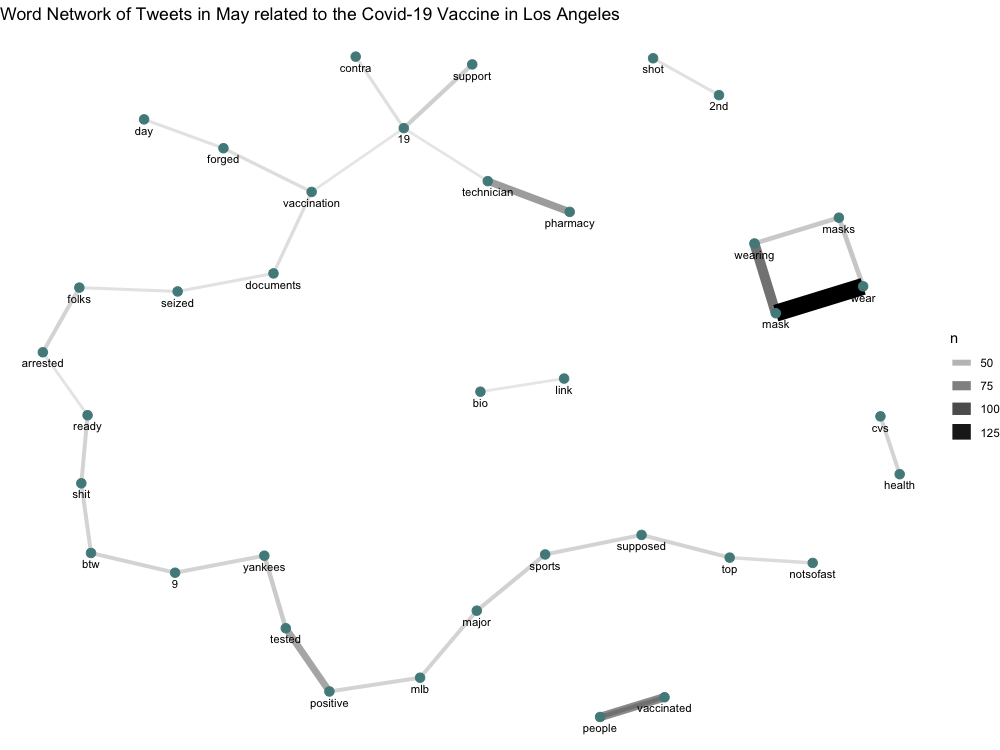 Word Network of Tweets in May related to the Covid-19 Vaccine in Los Angeles
contra
support
shot
2nd
day
19
forged
technician
vaccination
pharmacy
masks
wearing
documents
wear
folks
seized
mask
n
arrested
50
link
75
bio
100
ready
cvs
125
health
shit
supposed
btw
yankees
sports
top
notsofast
9
major
tested
mlb
positive
vaccinated
people